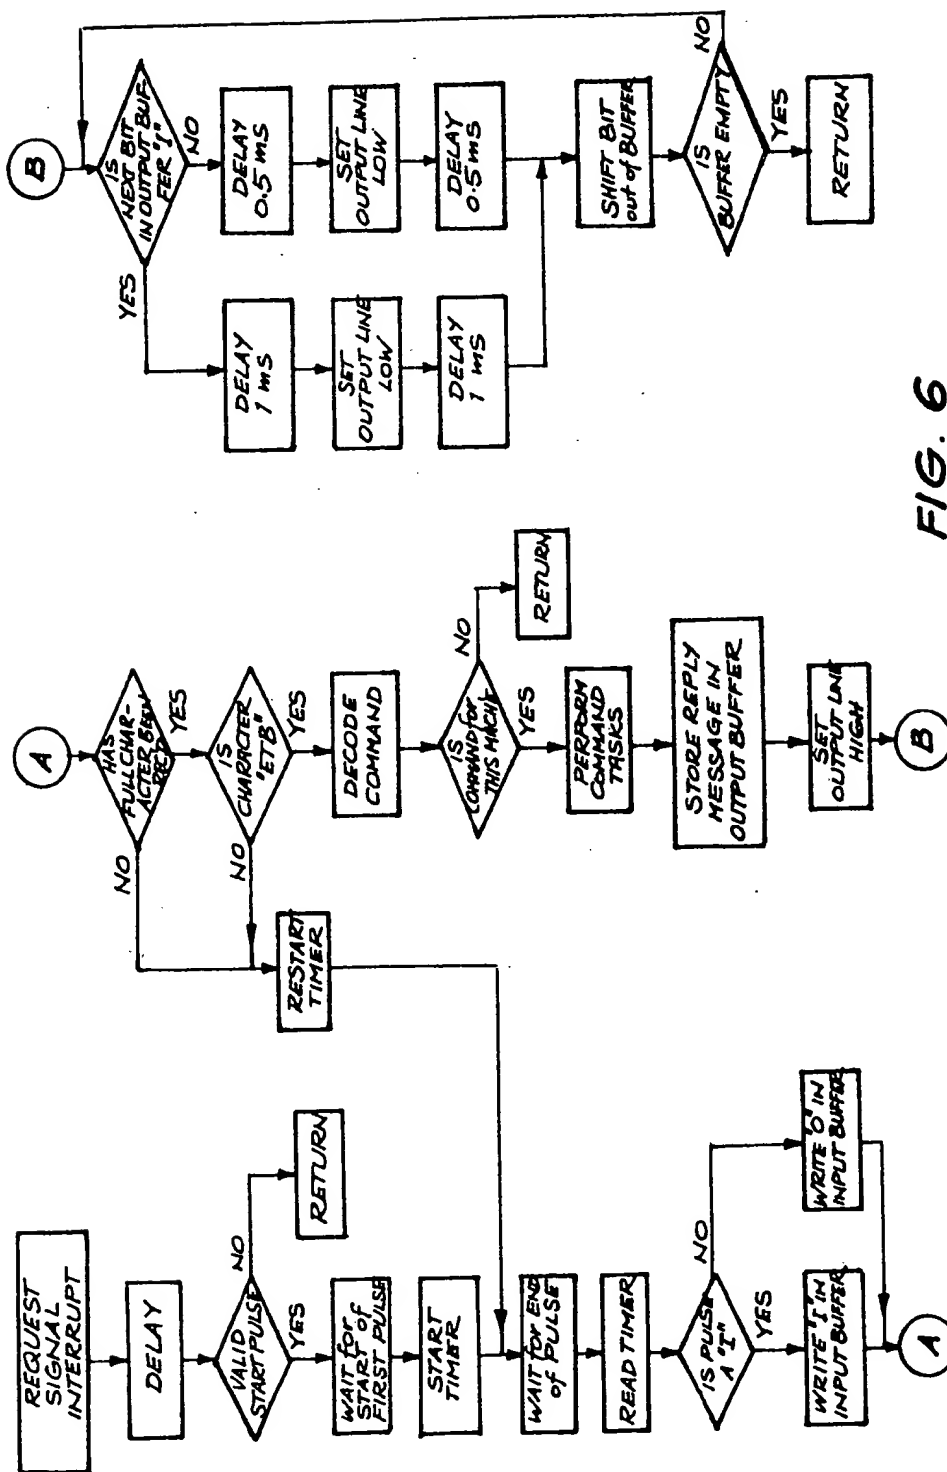 REQUEST
SIGNAL
INTERRUPT
DELAY
VALID
START PULSE
NO
RETURN
YES
WAIT for
START of
FIRST PULSE
START
TIMER
WAIT for END
of PULSE
READ TIMER
IS PULSE
A "1"
NO
YES
WRITE "1" IN
INPUT BUFFER
WRITE "0" IN
INPUT BUFFER
A
A
HAS
FULL CHAR-
ACTER BEEN
REC'D
NO
YES
IS
CHARACTER
"ETB"
NO
YES
RESTART
TIMER
DECODE
COMMAND
IS
COMMAND for
THIS MACH'E
NO
RETURN
YES
PERFORM
COMMAND
TASKS
STORE REPLY
MESSAGE IN
OUTPUT BUFFER
SET
OUTPUT LINE
HIGH
B
B
IS
NEXT BIT
IN OUTPUT BUF-
FER "1"
YES
NO
DELAY
1 ms
SET
OUTPUT LINE
LOW
DELAY
1 ms
DELAY
0.5 ms
SET
OUTPUT LINE
LOW
DELAY
0.5 ms
SHIFT BIT
out of BUFFER
IS
BUFFER EMPTY
NO
YES
RETURN
FIG. 6